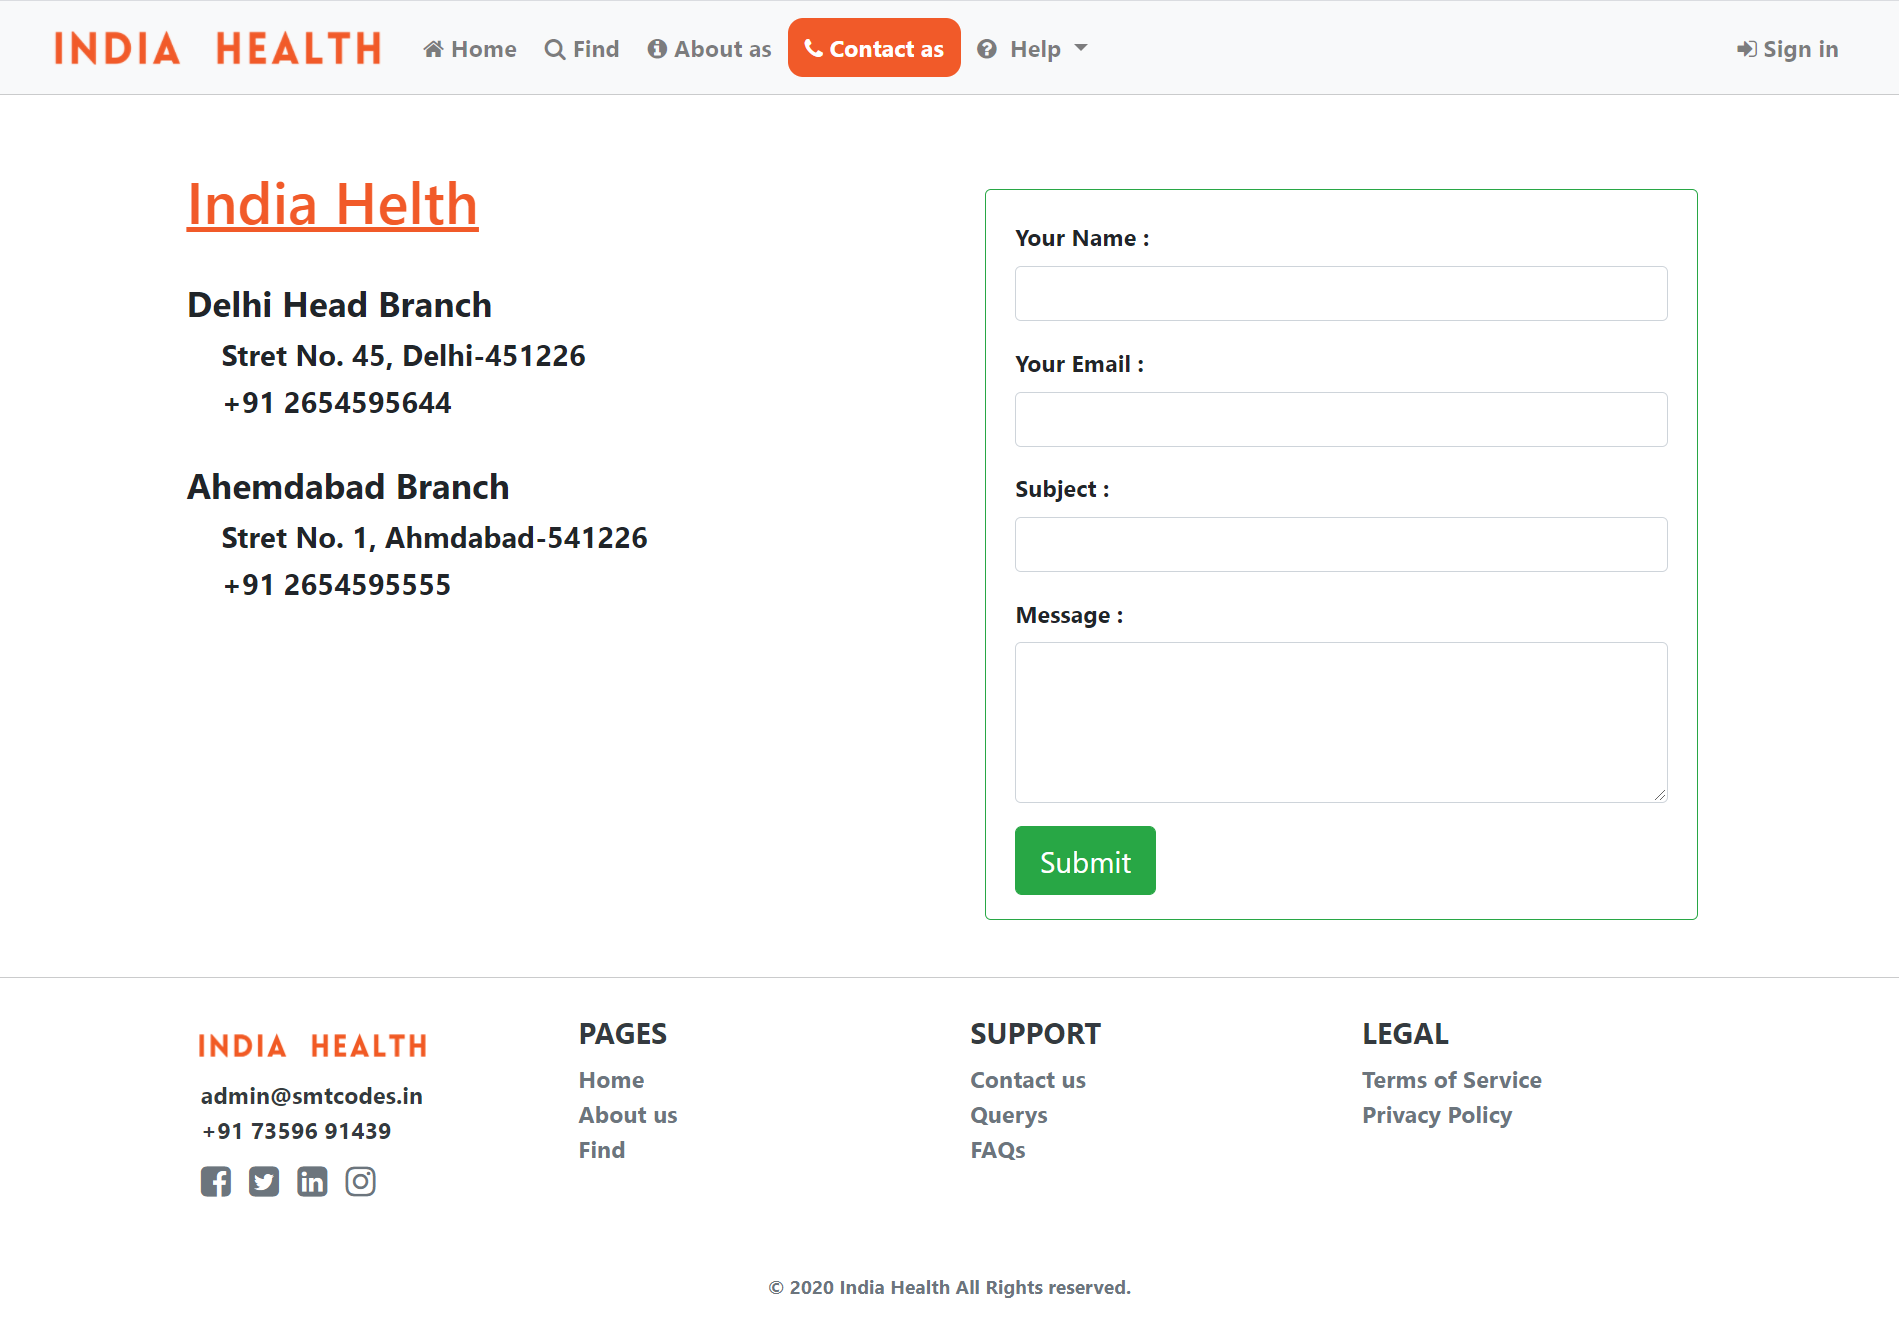 INDIA HEALTH
Home
Find
About as
Contact as
Help
Sign in
India Helth
Delhi Head Branch
Stret No. 45, Delhi-451226
+91 2654595644
Ahemdabad Branch
Stret No. 1, Ahmdabad-541226
+91 2654595555
Your Name :
Your Email :
Subject :
Message :
Submit
INDIA HEALTH
admin@smtcodes.in
+91 73596 91439
PAGES
Home
About us
Find
SUPPORT
Contact us
Querys
FAQs
LEGAL
Terms of Service
Privacy Policy
© 2020 India Health All Rights reserved.